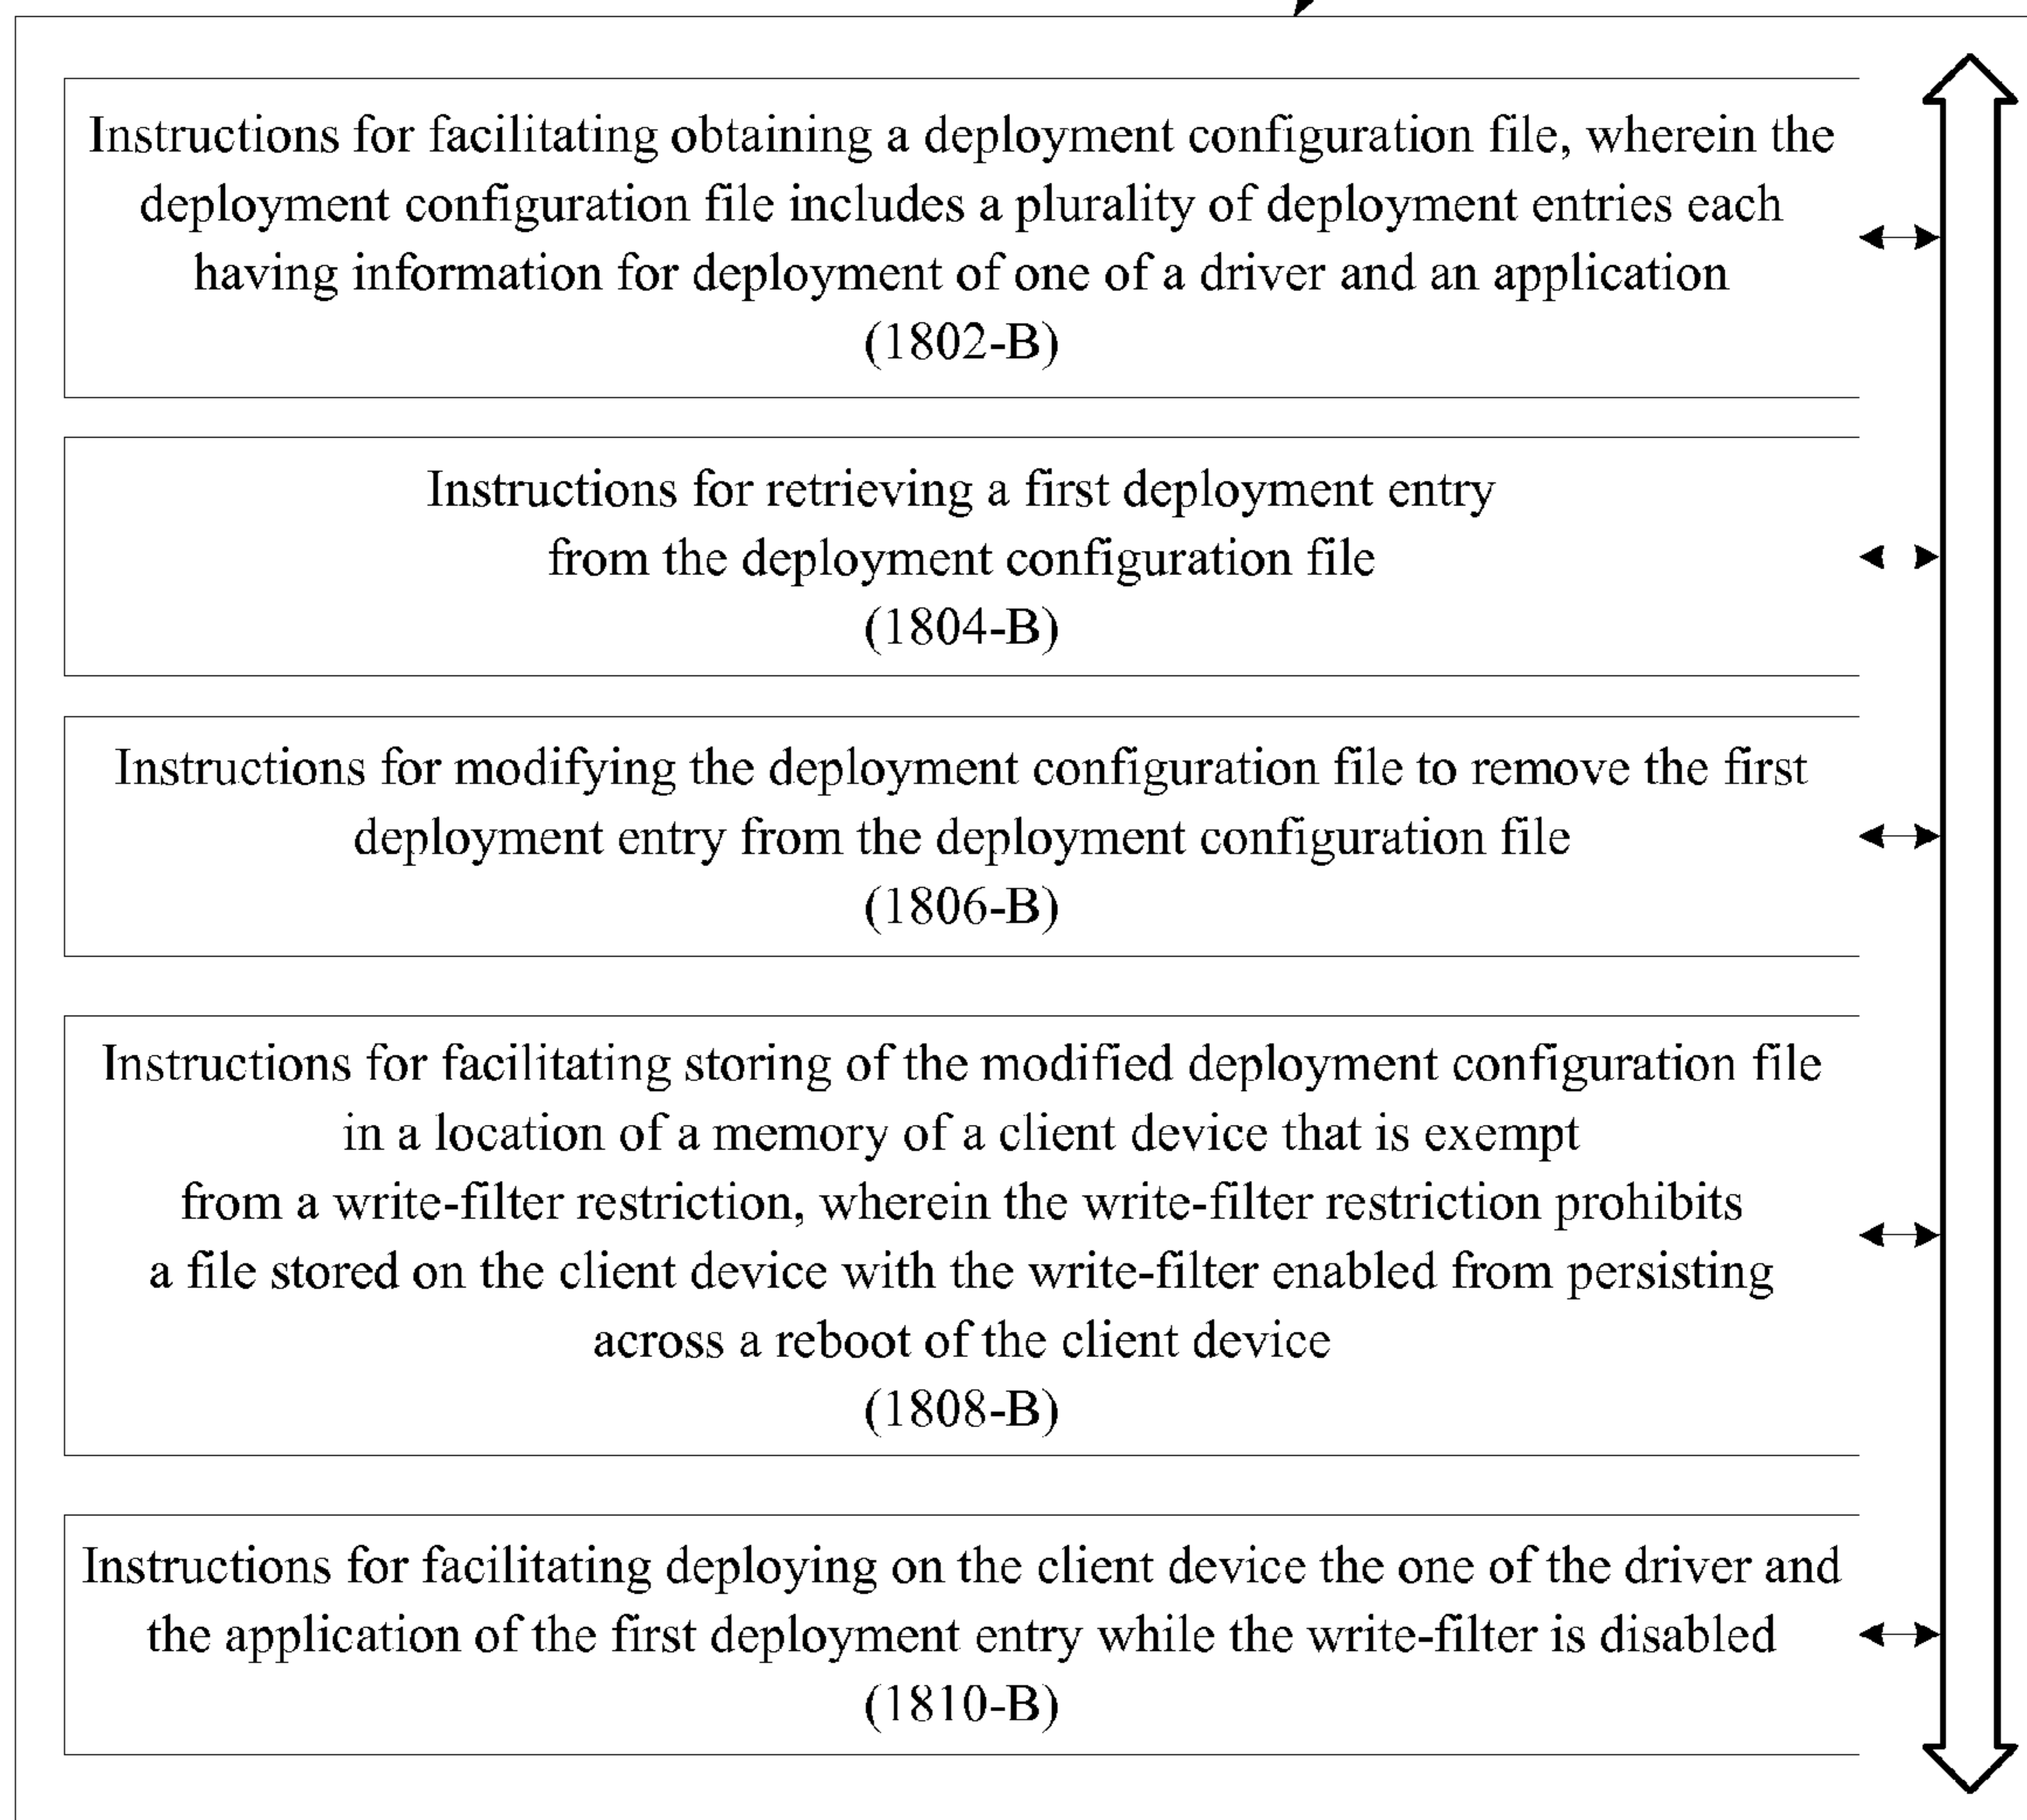 Instructions for facilitating obtaining a deployment configuration file, wherein the
deployment configuration file includes a plurality of deployment entries each
having information for deployment of one of a driver and an application
(1802-B)
Instructions for retrieving a first deployment entry
from the deployment configuration file
(1804-B)
Instructions for modifying the deployment configuration file to remove the first
deployment entry from the deployment configuration file
(1806-B)
Instructions for facilitating storing of the modified deployment configuration file
in a location of a memory of a client device that is exempt
from a write-filter restriction, wherein the write-filter restriction prohibits
a file stored on the client device with the write-filter enabled from persisting
across a reboot of the client device
(1808-B)
Instructions for facilitating deploying on the client device the one of the driver and
the application of the first deployment entry while the write-filter is disabled
(1810-B)